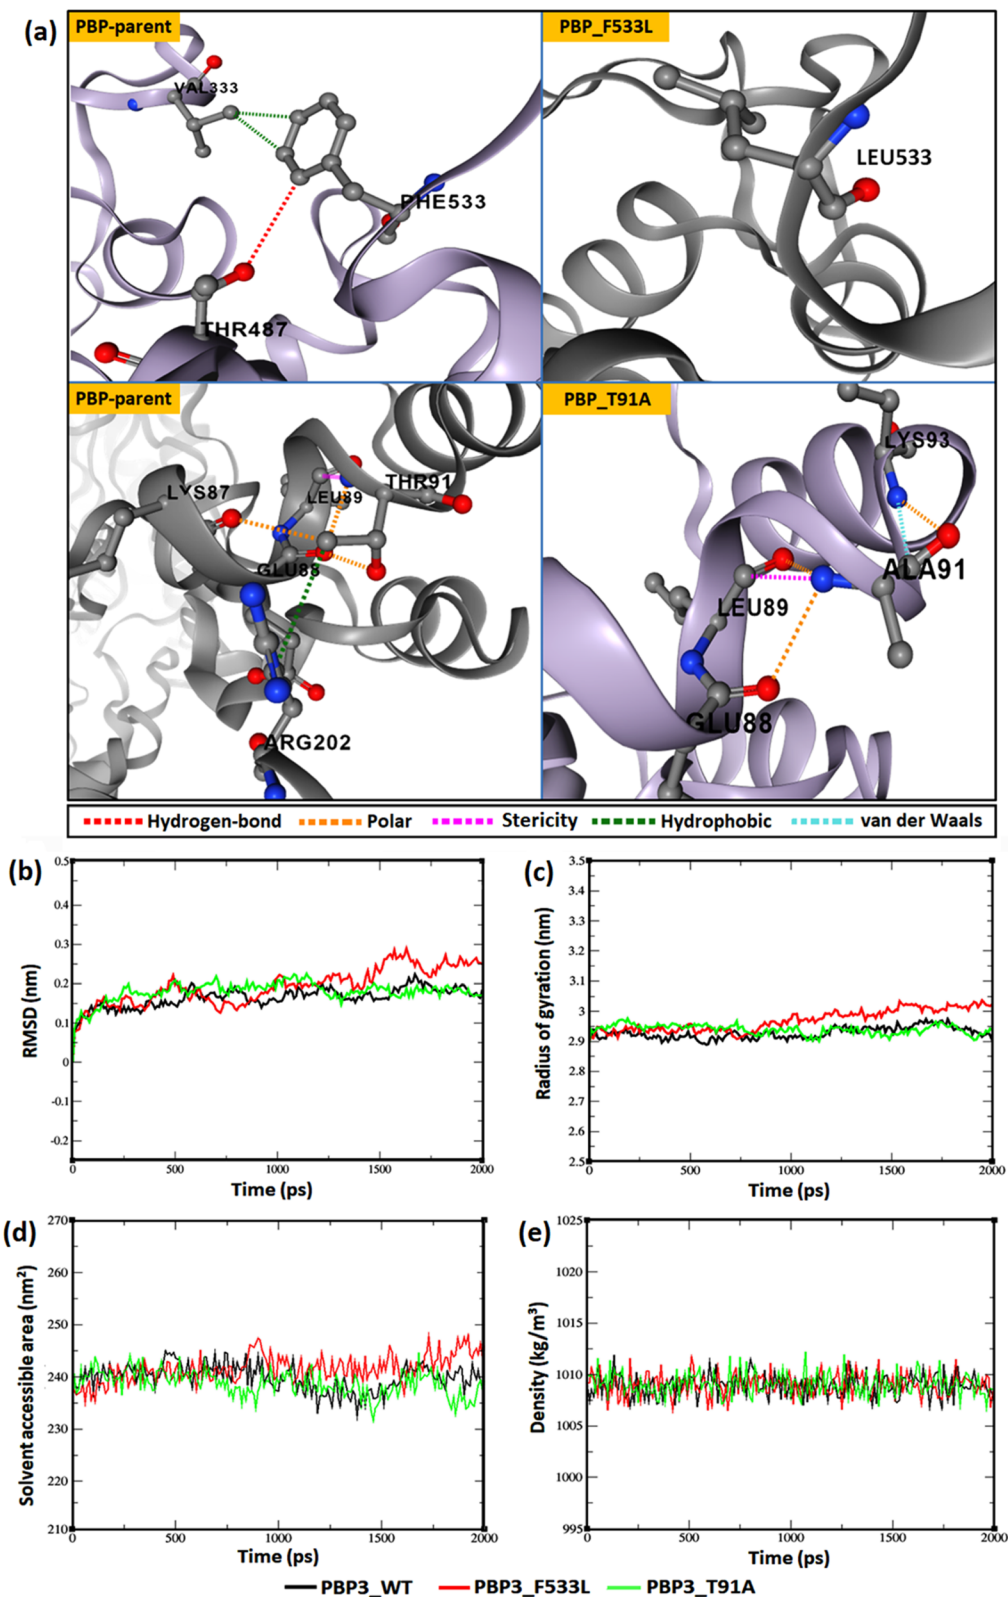 (a)
PBP-parent
PBP_F533L
VAL333
PHE533
THR487
LEU533
PBP-parent
PBP_T91A
LYS87
LEU89
THR91
GLU88
ARG202
LYS93
ALA91
LEU89
GLU88
Hydrogen-bond Polar Stericity Hydrophobic van der Waals
(b)
RMSD (nm)
0.5
0.4
0.3
0.2
0.1
0
-0.1
-0.2
0 500 1000 1500 2000
Time (ps)
(c)
Radius of gyration (nm)
3.5
3.4
3.3
3.2
3.1
3
2.9
2.8
2.7
2.6
2.5
0 500 1000 1500 2000
Time (ps)
(d)
Solvent accessible area (nm²)
270
260
250
240
230
220
210
0 500 1000 1500 2000
Time (ps)
(e)
Density (kg/m³)
1025
1020
1015
1010
1005
1000
995
0 500 1000 1500 2000
Time (ps)
PBP3_WT PBP3_F533L PBP3_T91A